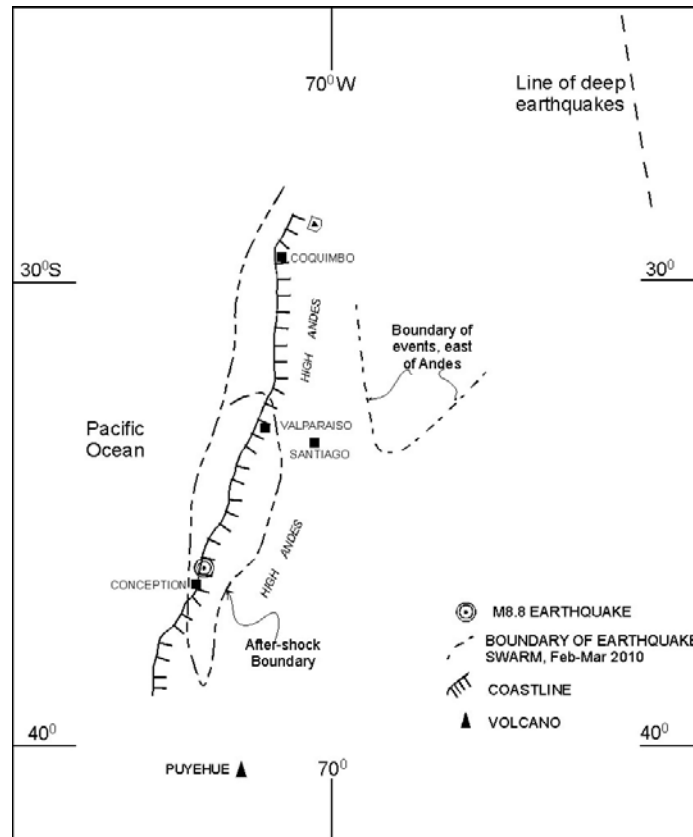 70⁰W
Line of deep
earthquakes
COQUIMBO
30⁰S
30⁰
HIGH ANDES
Boundary of
events, east
of Andes
Pacific
Ocean
VALPARAISO
SANTIAGO
HIGH ANDES
CONCEPTION
After-shock
Boundary
M8.8 EARTHQUAKE
BOUNDARY OF EARTHQUAKE
SWARM, Feb-Mar 2010
COASTLINE
VOLCANO
40⁰
40⁰
PUYEHUE
70⁰